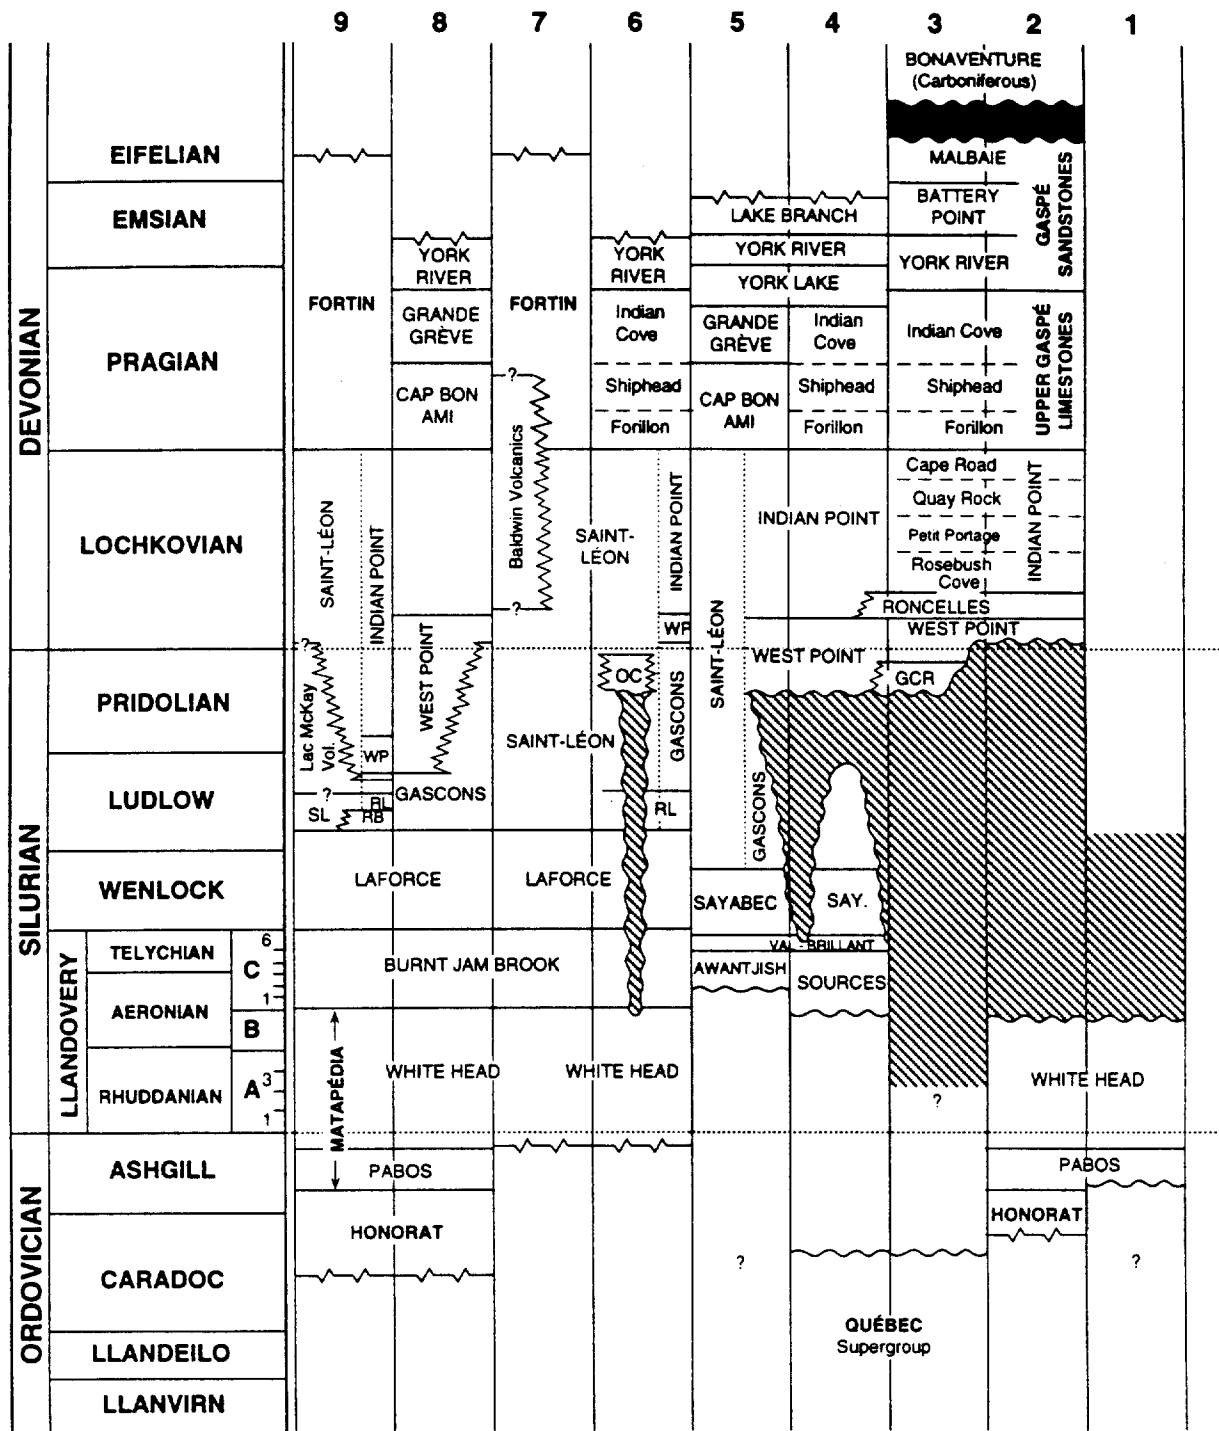 9 8 7 6 5 4 3 2 1
BONAVENTURE
(Carboniferous)
EIFELIAN
MALBAIE
EMSIAN
LAKE BRANCH
BATTERY
POINT
GASPÉ
SANDSTONES
YORK
RIVER
YORK
RIVER
YORK RIVER
YORK RIVER
YORK LAKE
DEVONIAN
FORTIN
FORTIN
PRAGIAN
GRANDE
GRÈVE
Indian
Cove
GRANDE
GRÈVE
Indian
Cove
Indian Cove
UPPER GASPÉ
LIMESTONES
?
CAP BON
AMI
Shiphead
CAP BON
AMI
Shiphead
Shiphead
Forillon
Forillon
Forillon
LOCHKOVIAN
SAINT-LÉON
INDIAN POINT
Baldwin Volcanics
SAINT-
LÉON
INDIAN POINT
INDIAN POINT
Cape Road
Quay Rock
Petit Portage
Rosebush
Cove
INDIAN POINT
?
RONCELLES
WP
WEST POINT
?
WEST POINT
SAINT-LÉON
WEST POINT
SILURIAN
PRIDOLIAN
Lac McKay
Vol.
WP
SAINT-LÉON
OC
GASCONS
GCR
LUDLOW
?
SL
RL
RB
GASCONS
RL
GASCONS
WENLOCK
LAFORCE
LAFORCE
SAYABEC
SAY.
LLANDOVERY
TELYCHIAN
6
C
1
BURNT JAM BROOK
VAL-BRILLANT
AWANTJISH
SOURCES
AERONIAN
B
RHUDDANIAN
A
3
1
MATAPÉDIA
WHITE HEAD
WHITE HEAD
WHITE HEAD
?
ORDOVICIAN
ASHGILL
PABOS
PABOS
HONORAT
HONORAT
CARADOC
?
?
QUÉBEC
Supergroup
LLANDEILO
LLANVIRN